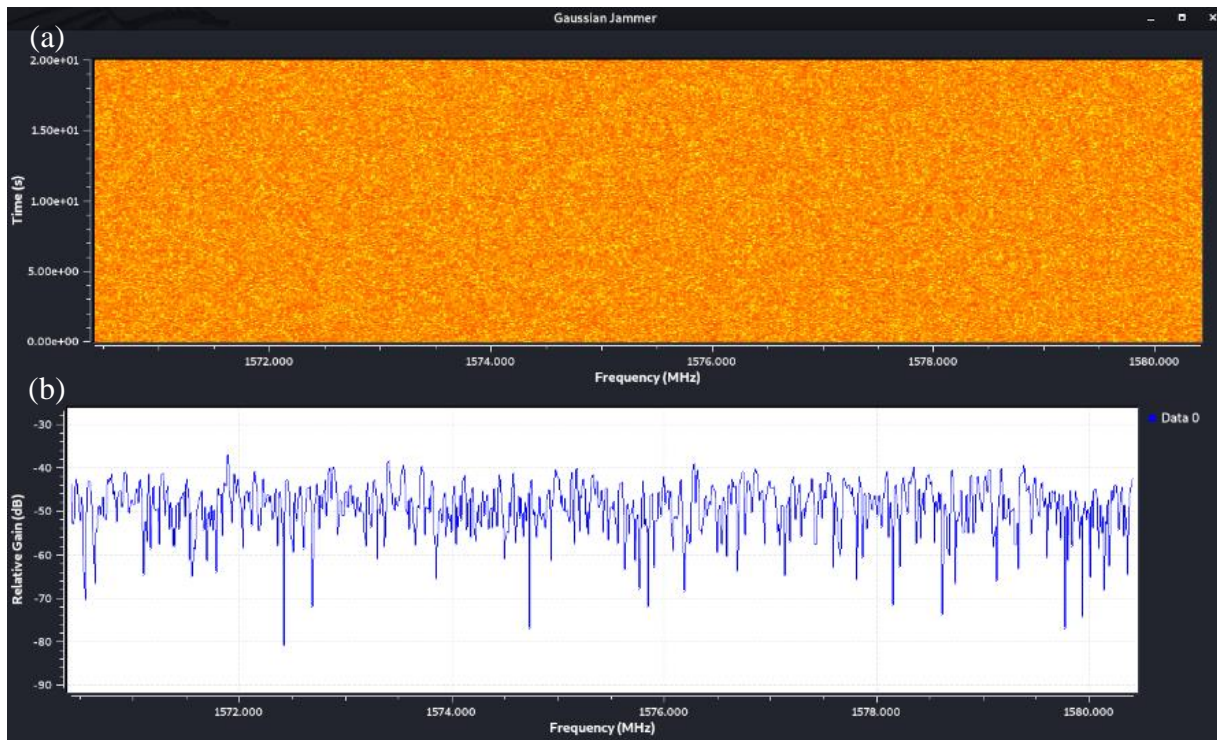 Gaussian Jammer
(a)
2.00e+01
1.50e+01
1.00e+01
5.00e+00
0.00e+00
Time (s)
1572.000 1574.000 1576.000 1578.000 1580.000
Frequency (MHz)
(b)
-30
-40
-50
-60
-70
-80
-90
Relative Gain (dB)
Data 0
1572.000 1574.000 1576.000 1578.000 1580.000
Frequency (MHz)